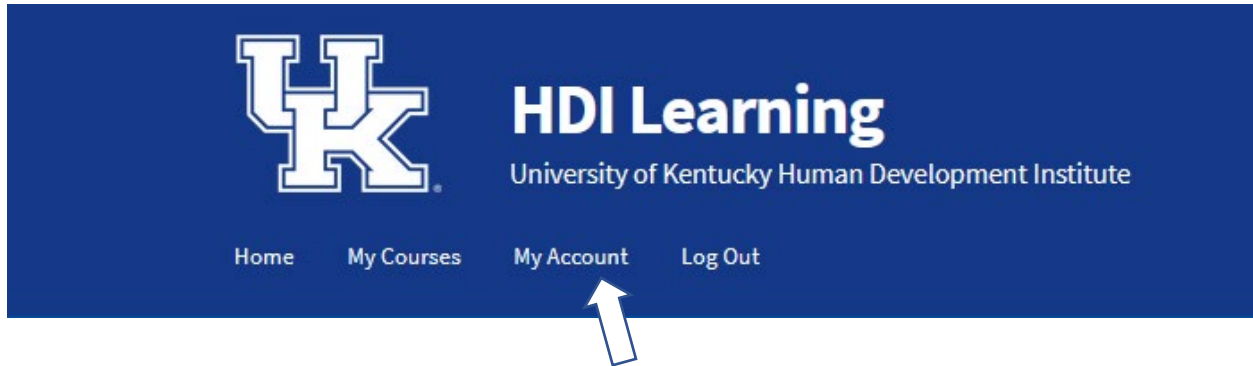 UK
HDI Learning
University of Kentucky Human Development Institute
Home My Courses My Account Log Out